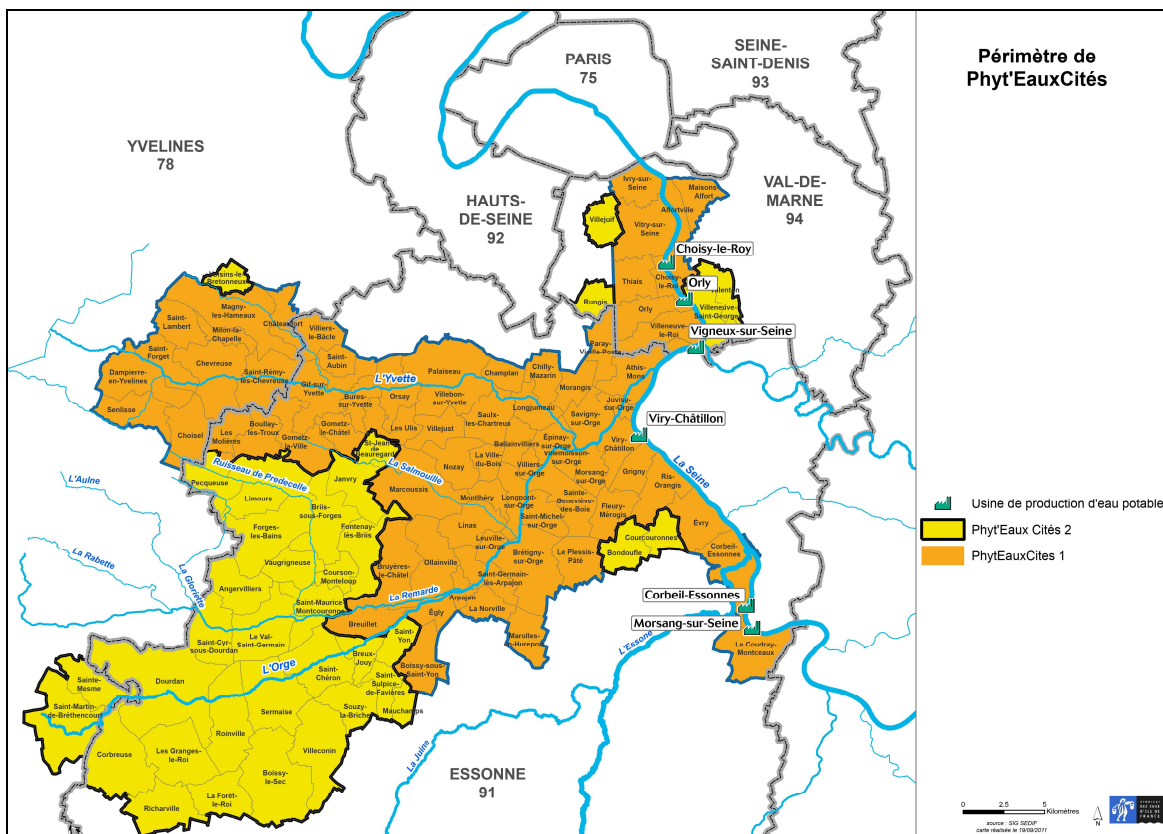 Périmètre de
Phyt'EauxCités
PARIS
75
SEINE-
SAINT-DENIS
93
YVELINES
78
HAUTS-
DE-SEINE
92
VAL-DE-
MARNE
94
ESSONNE
91
Ivry-sur-
Seine
Maisons-
Alfort
Alfortville
Villejuif
Vitry-sur-
Seine
Choisy-le-Roy
Thiais
Choisy-
le-Roi
Orly
Valenton
Rungis
Orly
Villeneuve-
Saint-Georges
Villeneuve-
le-Roi
Vigneux-sur-Seine
Paray-
Vieille-Poste
Athis-
Mons
Bretonneux
Magny-
les-Hameaux
Châteaufort
Saint-
Lambert
Milon-la-
Chapelle
Villiers-
le-Bâcle
Saint-
Forget
Chevreuse
Saint-
Aubin
Dampierre-
en-Yvelines
Saint-Rémy-
lès-Chevreuse
Gif-sur-
Yvette
L'Yvette
Palaiseau
Champlan
Chilly-
Mazarin
Morangis
Senlisse
Bures-
sur-Yvette
Orsay
Villebon-
sur-Yvette
Longjumeau
Juvisy-
sur-Orge
Savigny-
sur-Orge
Viry-Châtillon
Choisel
Les
Molières
Boullay-
les-Troux
Gometz-
la-Ville
Gometz-
le-Châtel
Les Ulis
Villejust
Saulx-
les-Chartreux
Ballainvilliers
Épinay-
sur-Orge
Viry-
Châtillon
St-Jean-
de-
Beauregard
La Salmouille
Nozay
La Ville-
du-Bois
Villiers-
sur-Orge
Villemoisson-
sur-Orge
Morsang-
sur-Orge
Grigny
Ris-
Orangis
La Seine
Pecqueuse
Ruisseau de Predecelle
Limours
Janvry
Marcoussis
Montlhéry
Longpont-
sur-Orge
Sainte-
Geneviève-
des-Bois
Fleury-
Mérogis
L'Aulne
Briis-
sous-Forges
Forges-
les-Bains
Fontenay-
lès-Briis
Linas
Saint-Michel-
sur-Orge
Évry
Courcouronnes
Bondoufle
Corbeil-
Essonnes
La Rabette
La Gloriette
Vaugrigneuse
Courson-
Monteloup
Leuville-
sur-Orge
Brétigny-
sur-Orge
Le Plessis-
Pâté
Angervilliers
Bruyères-
le-Châtel
Ollainville
Saint-Germain-
lès-Arpajon
Saint-Maurice-
Montcouronne
La Remarde
Arpajon
La Norville
Corbeil-Essonnes
Morsang-sur-Seine
Breuillet
Égly
Marolles-
en-Hurepoix
L'Essone
Le Coudray-
Montceaux
Saint-Cyr-
sous-Dourdan
Le Val-
Saint-Germain
Saint-
Yon
Boissy-sous-
Saint-Yon
Breux-
Jouy
L'Orge
Sainte-
Mesme
Dourdan
Saint-
Chéron
Saint-
Sulpice-
de-Favières
Saint-Martin-
de-Bréthencourt
Sermaise
Souzy-
la-Briche
Mauchamps
Corbreuse
Les Granges-
le-Roi
Roinville
Villeconin
La Juine
Boissy-
le-Sec
La Forêt-
le-Roi
Richarville
Usine de production d'eau potable
Phyt'Eaux Cités 2
PhytEauxCites 1
0 2.5 5
Kilomètres
N
source : SIG SEDIF
carte réalisée le 19/09/2011
SYNDICAT
DES EAUX
D'ILE DE
FRANCE